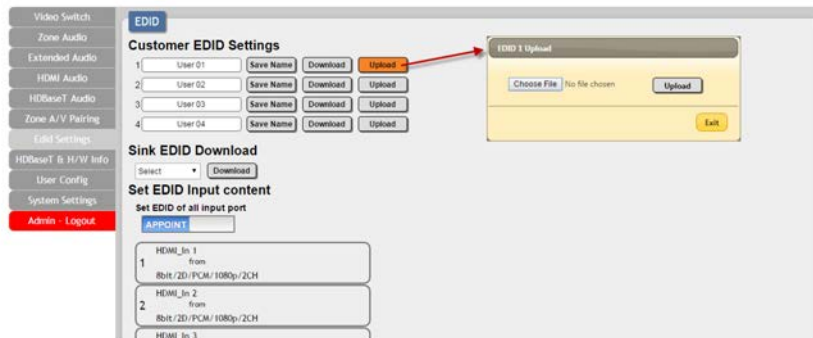 Video Switch
Zone Audio
Extended Audio
HDMI Audio
HDBaseT Audio
Zone A/V Pairing
Edid Settings
HDBaseT & H/W Info
User Config
System Settings
Admin - Logout
EDID
Customer EDID Settings
1 User 01 Save Name Download Upload
2 User 02 Save Name Download Upload
3 User 03 Save Name Download Upload
4 User 04 Save Name Download Upload
Sink EDID Download
Select Download
Set EDID Input content
Set EDID of all input port
APPOINT
HDMI_In 1
1 from
8bit/2D/PCM/1080p/2CH
HDMI_In 2
2 from
8bit/2D/PCM/1080p/2CH
HDMI_In 3
EDID 1 Upload
Choose File No file chosen Upload
Exit